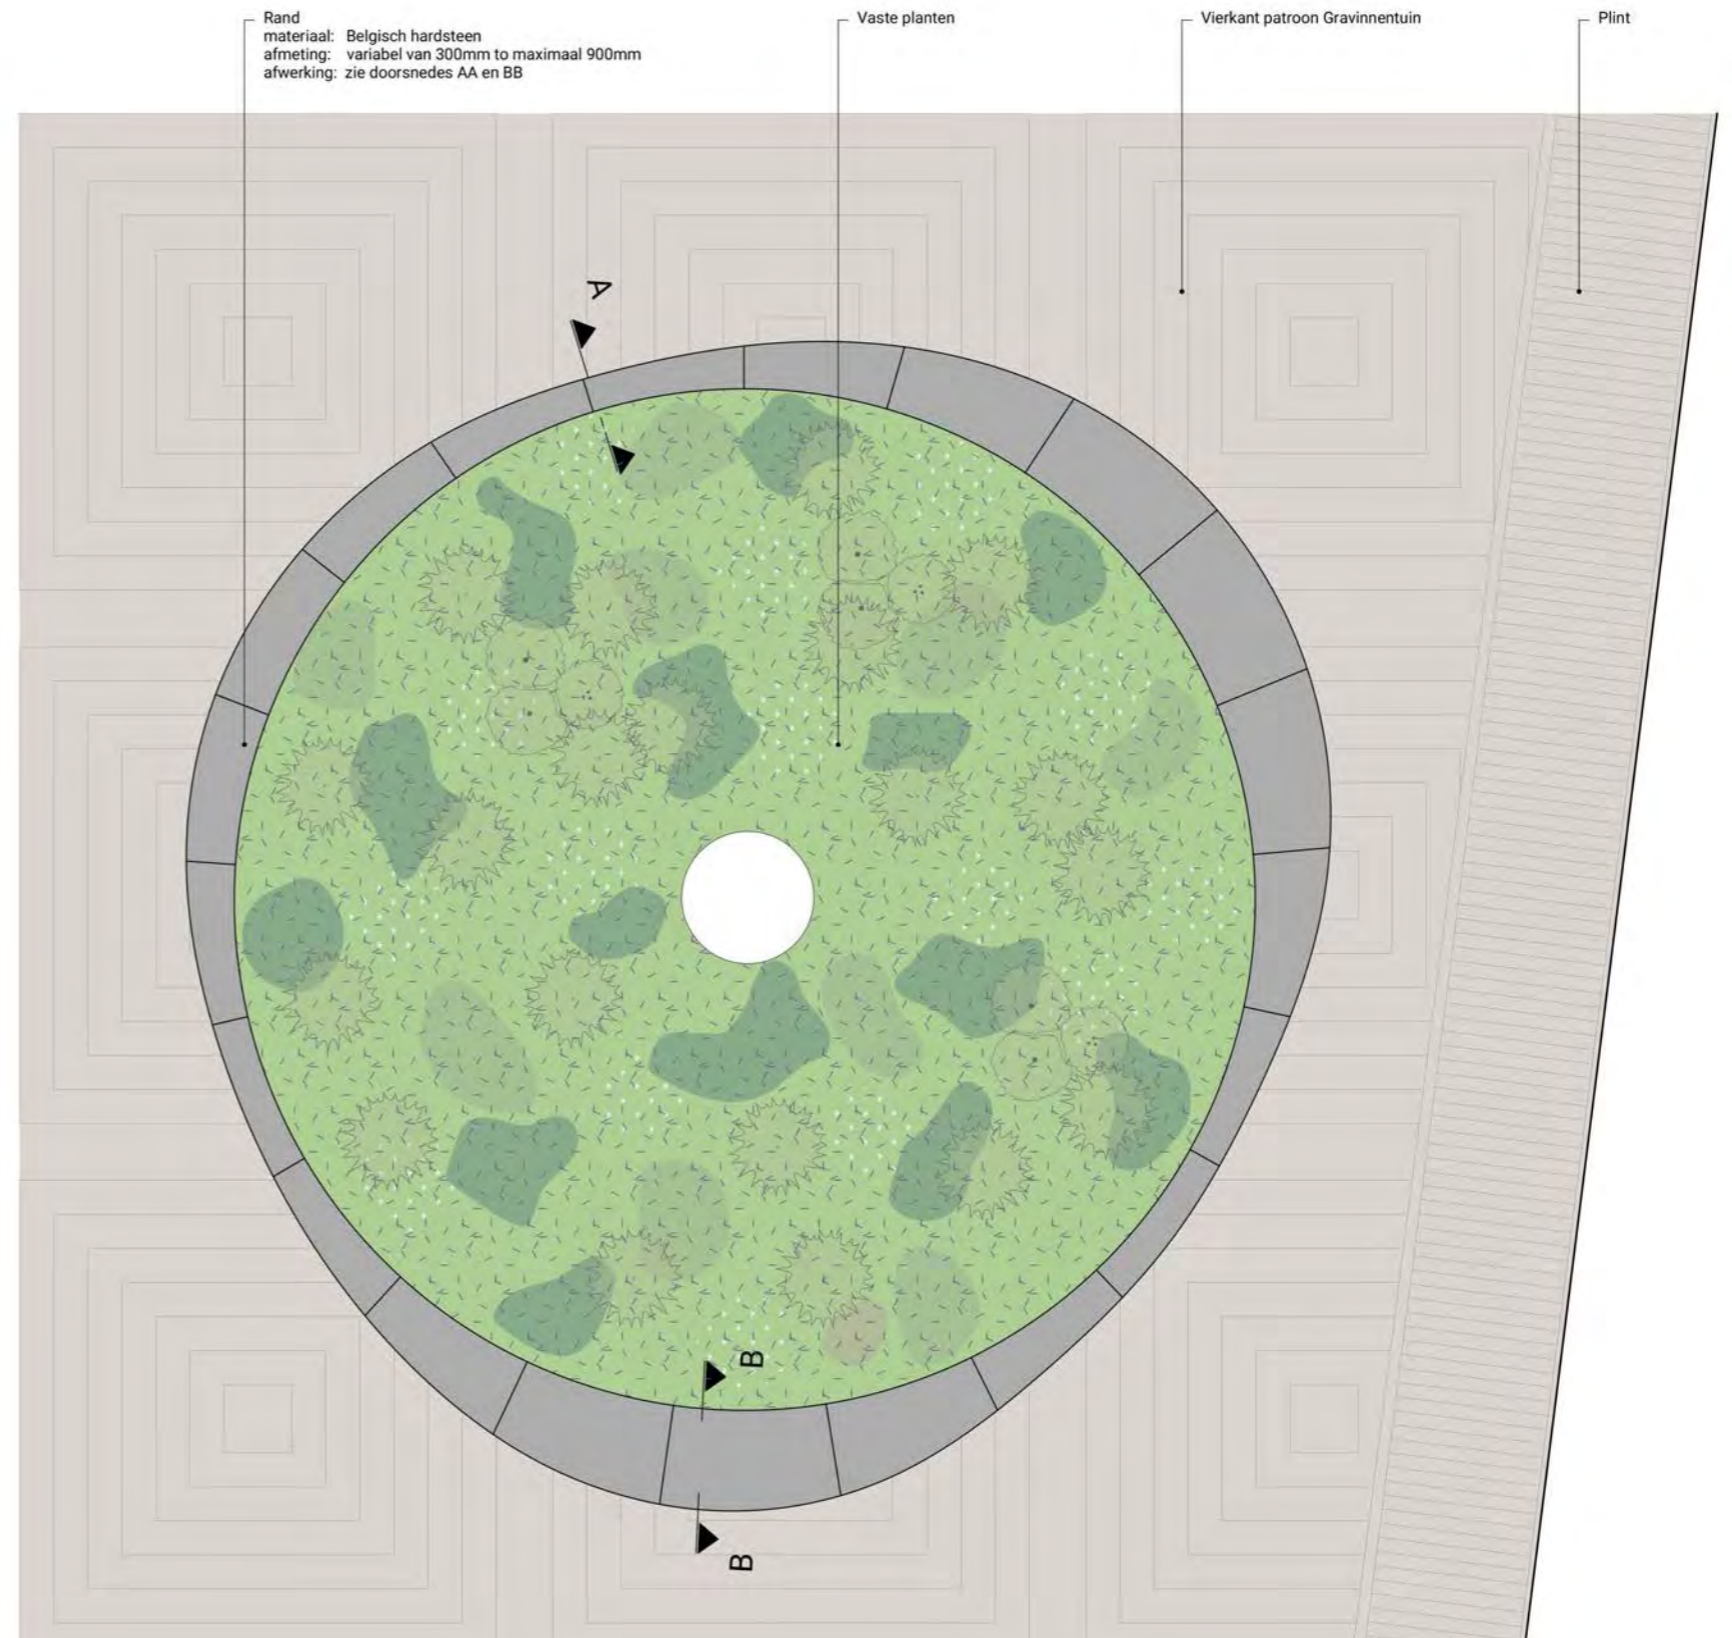 Rand
materiaal: Belgisch hardsteen
afmeting: variabel van 300mm to maximaal 900mm
afwerking: zie doorsnedes AA en BB
Vaste planten
Vierkant patroon Gravinnentuin
Plint
A
B
B